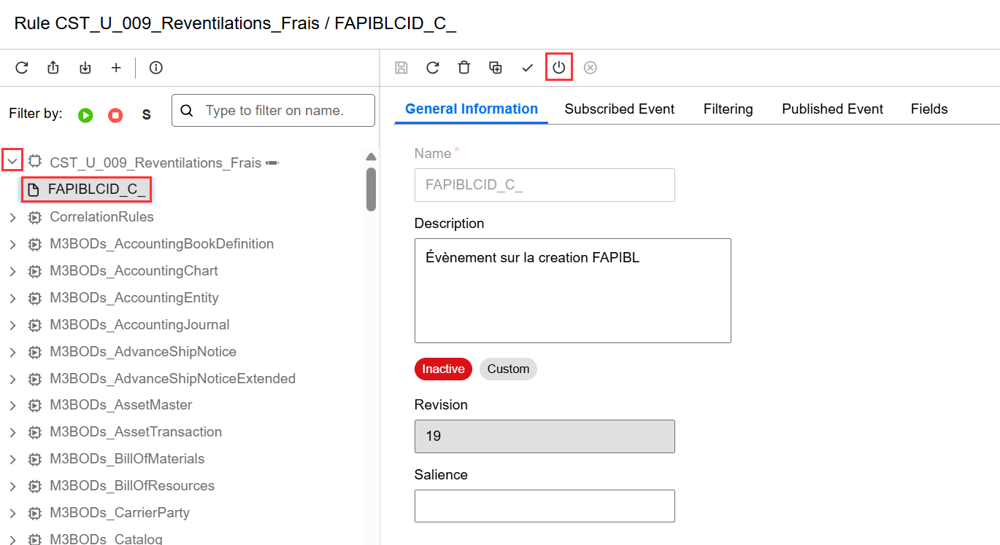 Rule CST_U_009_Reventilations_Frais / FAPIBLCID_C_
Filter by:
S
Type to filter on name.
CST_U_009_Reventilations_Frais
FAPIBLCID_C_
CorrelationRules
M3BODs_AccountingBookDefinition
M3BODs_AccountingChart
M3BODs_AccountingEntity
M3BODs_AccountingJournal
M3BODs_AdvanceShipNotice
M3BODs_AdvanceShipNoticeExtended
M3BODs_AssetMaster
M3BODs_AssetTransaction
M3BODs_BillOfMaterials
M3BODs_BillOfResources
M3BODs_CarrierParty
M3BODs_Catalog
General Information Subscribed Event Filtering Published Event Fields
Name *
FAPIBLCID_C_
Description
Évènement sur la creation FAPIBL
Inactive Custom
Revision
19
Salience